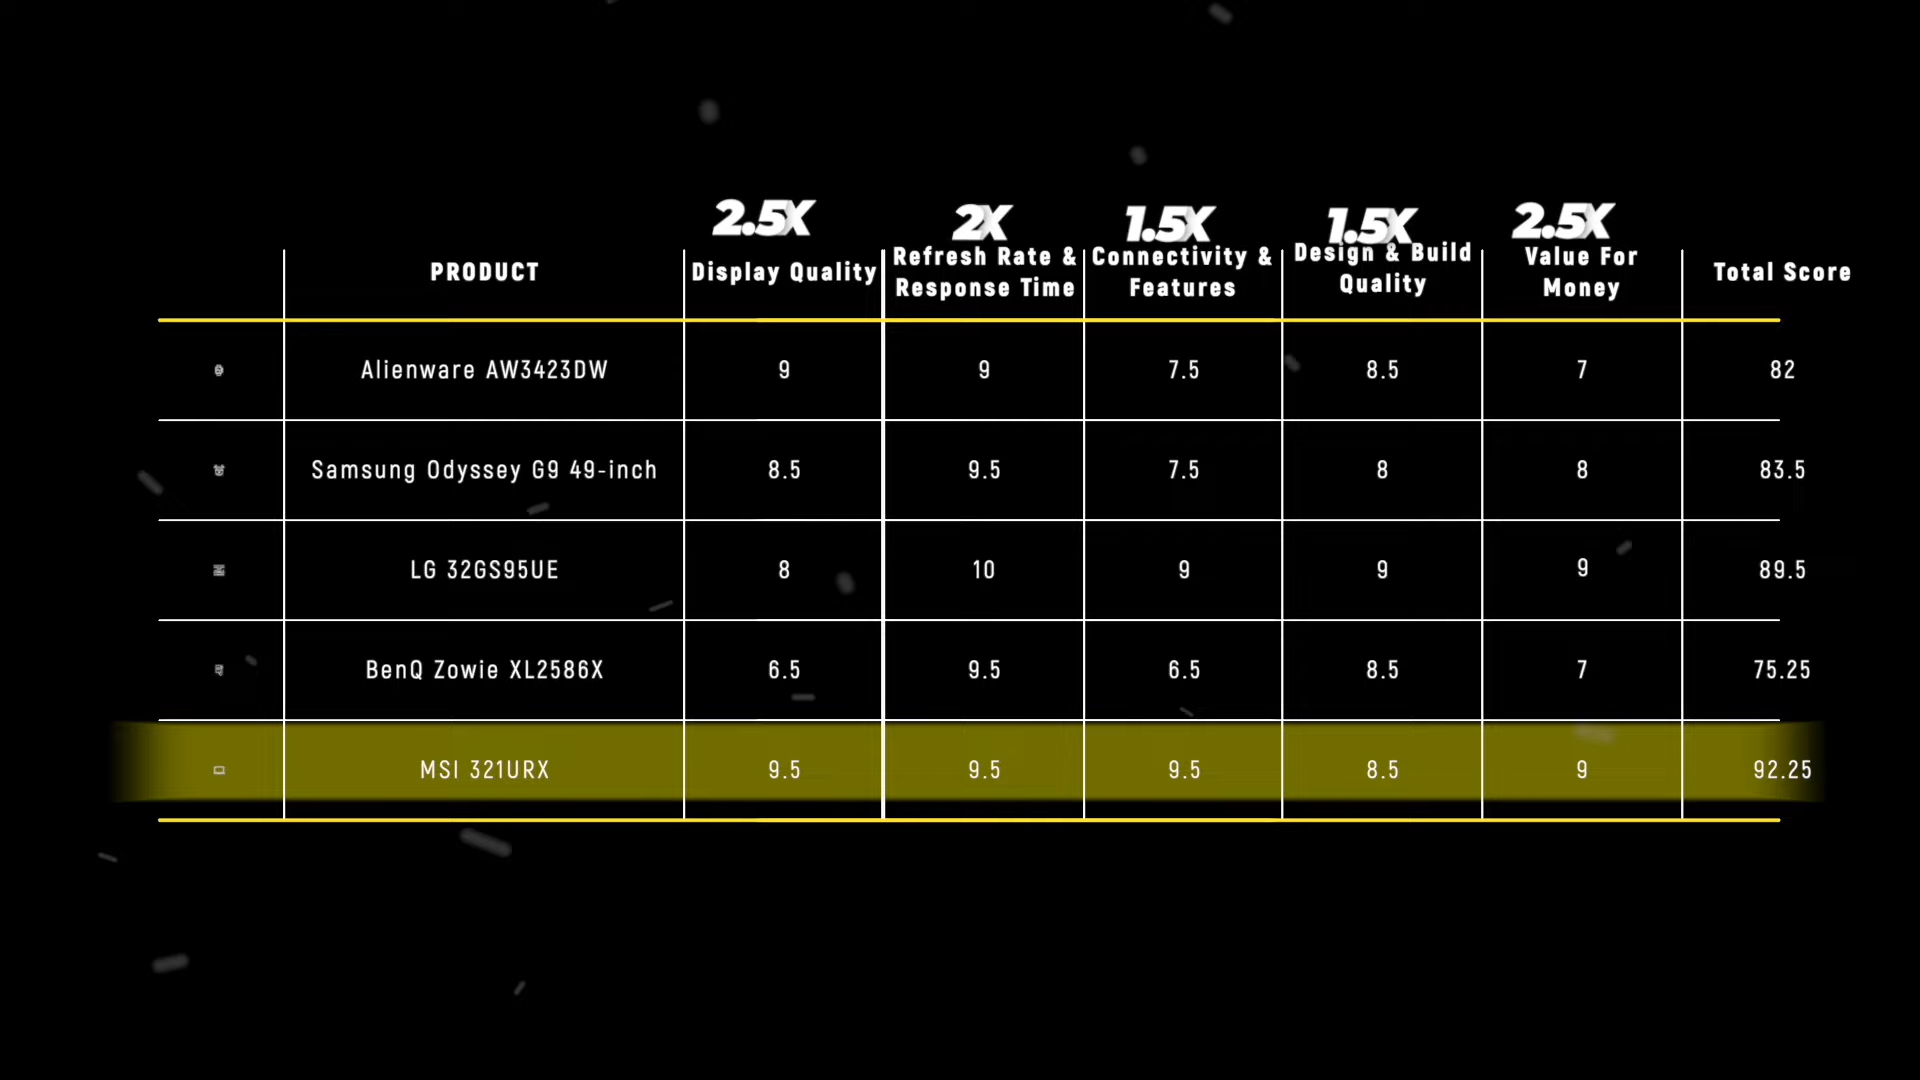 2.5X 2X 1.5X 1.5X 2.5X
PRODUCT Display Quality Refresh Rate & Response Time Connectivity & Features Design & Build Quality Value For Money Total Score
Alienware AW3423DW 9 9 7.5 8.5 7 82
Samsung Odyssey G9 49-inch 8.5 9.5 7.5 8 8 83.5
LG 32GS95UE 8 10 9 9 9 89.5
BenQ Zowie XL2586X 6.5 9.5 6.5 8.5 7 75.25
MSI 321URX 9.5 9.5 9.5 8.5 9 92.25